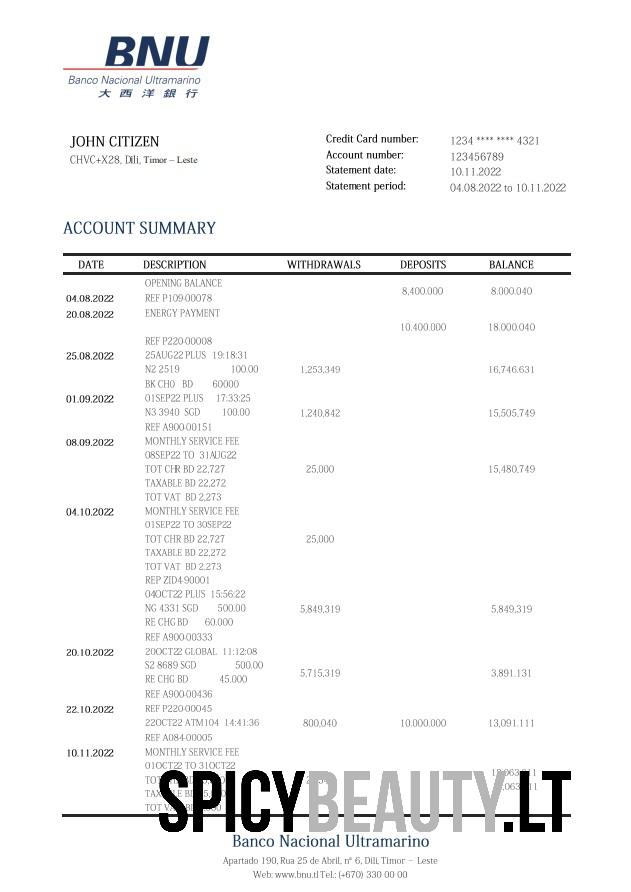 BNU
Banco Nacional Ultramarino
大西洋銀行
JOHN CITIZEN
CHVC+X28, Dili, Timor – Leste
Credit Card number: 1234 **** **** 4321
Account number: 123456789
Statement date: 10.11.2022
Statement period: 04.08.2022 to 10.11.2022
ACCOUNT SUMMARY
DATE DESCRIPTION WITHDRAWALS DEPOSITS BALANCE
OPENING BALANCE
8,400.000 8.000.040
04.08.2022 REF P109-00078
20.08.2022 ENERGY PAYMENT
10.400.000 18.000.040
REF P220-00008
25.08.2022 25AUG22 PLUS 19:18:31
N2 2519 100.00 1,253,349 16,746.631
BK CHO BD 60000
01.09.2022 01SEP22 PLUS 17:33:25
N3 3940 SGD 100.00 1,240,842 15,505,749
REF A900-00151
08.09.2022 MONTHLY SERVICE FEE
08SEP22 TO 31AUG22
TOT CHR BD 22,727 25,000 15,480,749
TAXABLE BD 22,272
TOT VAT BD 2,273
04.10.2022 MONTHLY SERVICE FEE
01SEP22 TO 30SEP22
TOT CHR BD 22,727 25,000
TAXABLE BD 22,272
TOT VAT BD 2,273
REP ZID4-90001
04OCT22 PLUS 15:56:22
NG 4331 SGD 500.00 5,849,319 5,849,319
RE CHG BD 60.000
REF A900-00333
20.10.2022 20OCT22 GLOBAL 11:12:08
S2 8689 SGD 500.00
5,715,319 3,891.131
RE CHG BD 45.000
REF A900-00436
22.10.2022 REF P220-00045
22OCT22 ATM104 14:41:36 800,040 10.000.000 13,091.111
REF A084-00005
10.11.2022 MONTHLY SERVICE FEE
01OCT22 TO 31OCT22
SPICYBEAUTY.LT
Banco Nacional Ultramarino
Apartado 190, Rua 25 de Abril, nº 6, Dili, Timor – Leste
Web: www.bnu.tl Tel.: (+670) 330 00 00